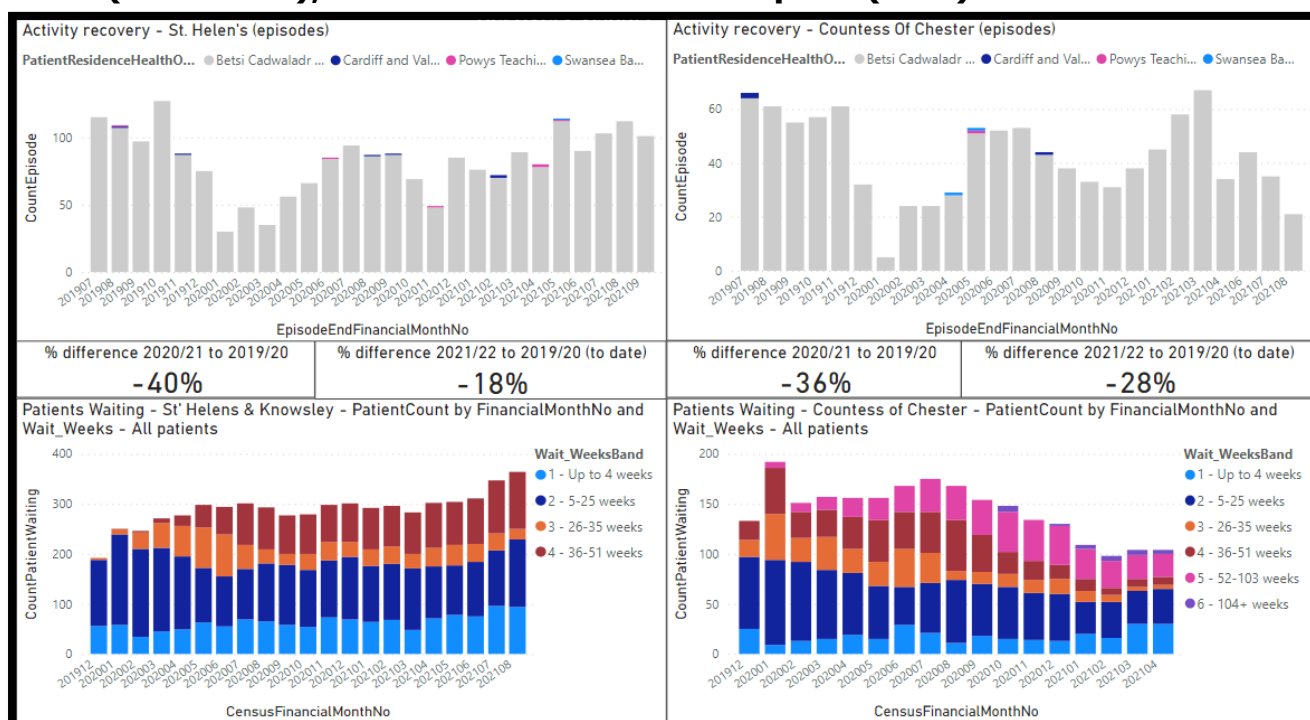 Activity recovery - St. Helen's (episodes)
PatientResidenceHealthO... Betsi Cadwaladr ... Cardiff and Val... Powys Teachi... Swansea Ba...
CountEpisode
100
50
0
201907 201908 201909 201910 201911 201912 202001 202002 202003 202004 202005 202006 202007 202008 202009 202010 202011 202012 202101 202102 202103 202104 202105 202106 202107 202108 202109
EpisodeEndFinancialMonthNo
Activity recovery - Countess Of Chester (episodes)
PatientResidenceHealthO... Betsi Cadwaladr ... Cardiff and Val... Powys Teachi... Swansea Ba...
CountEpisode
60
40
20
0
201907 201908 201909 201910 201911 201912 202001 202002 202003 202004 202005 202006 202007 202008 202009 202010 202011 202012 202101 202102 202103 202104 202106 202107 202108
EpisodeEndFinancialMonthNo
% difference 2020/21 to 2019/20
-40%
% difference 2021/22 to 2019/20 (to date)
-18%
% difference 2020/21 to 2019/20
-36%
% difference 2021/22 to 2019/20 (to date)
-28%
Patients Waiting - St' Helens & Knowsley - PatientCount by FinancialMonthNo and
Wait_Weeks - All patients
CountPatientWaiting
400
300
200
100
0
Wait_WeeksBand
1 - Up to 4 weeks
2 - 5-25 weeks
3 - 26-35 weeks
4 - 36-51 weeks
201912 202001 202002 202003 202004 202005 202006 202007 202008 202009 202010 202011 202012 202101 202102 202103 202104 202105 202106 202107 202108
CensusFinancialMonthNo
Patients Waiting - Countess of Chester - PatientCount by FinancialMonthNo and
Wait_Weeks - All patients
CountPatientWaiting
200
150
100
50
0
Wait_WeeksBand
1 - Up to 4 weeks
2 - 5-25 weeks
3 - 26-35 weeks
4 - 36-51 weeks
5 - 52-103 weeks
6 - 104+ weeks
201912 202001 202002 202003 202004 202005 202006 202007 202008 202009 202010 202011 202012 202101 202102 202103 202104
CensusFinancialMonthNo